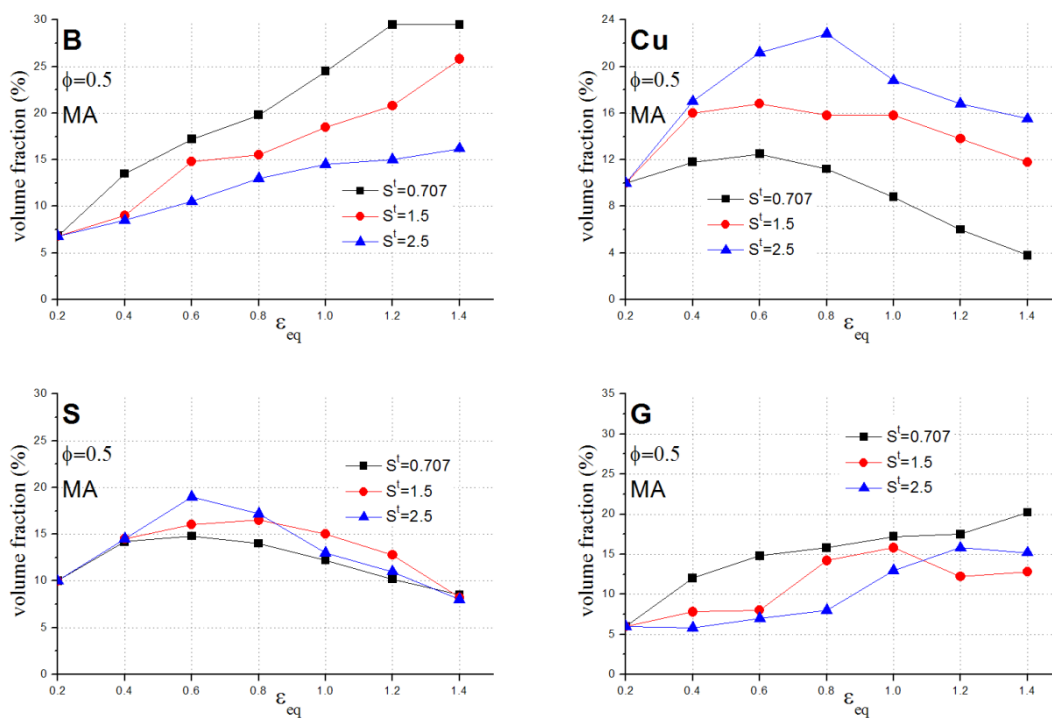 B
ϕ=0.5
MA
volume fraction (%)
30
25
20
15
10
5
0
0.2 0.4 0.6 0.8 1.0 1.2 1.4
ε_eq
S^t=0.707
S^t=1.5
S^t=2.5
Cu
ϕ=0.5
MA
volume fraction (%)
24
20
16
12
8
4
0
0.2 0.4 0.6 0.8 1.0 1.2 1.4
ε_eq
S^t=0.707
S^t=1.5
S^t=2.5
S
ϕ=0.5
MA
volume fraction (%)
30
25
20
15
10
5
0
0.2 0.4 0.6 0.8 1.0 1.2 1.4
ε_eq
S^t=0.707
S^t=1.5
S^t=2.5
G
ϕ=0.5
MA
volume fraction (%)
35
30
25
20
15
10
5
0
0.2 0.4 0.6 0.8 1.0 1.2 1.4
ε_eq
S^t=0.707
S^t=1.5
S^t=2.5